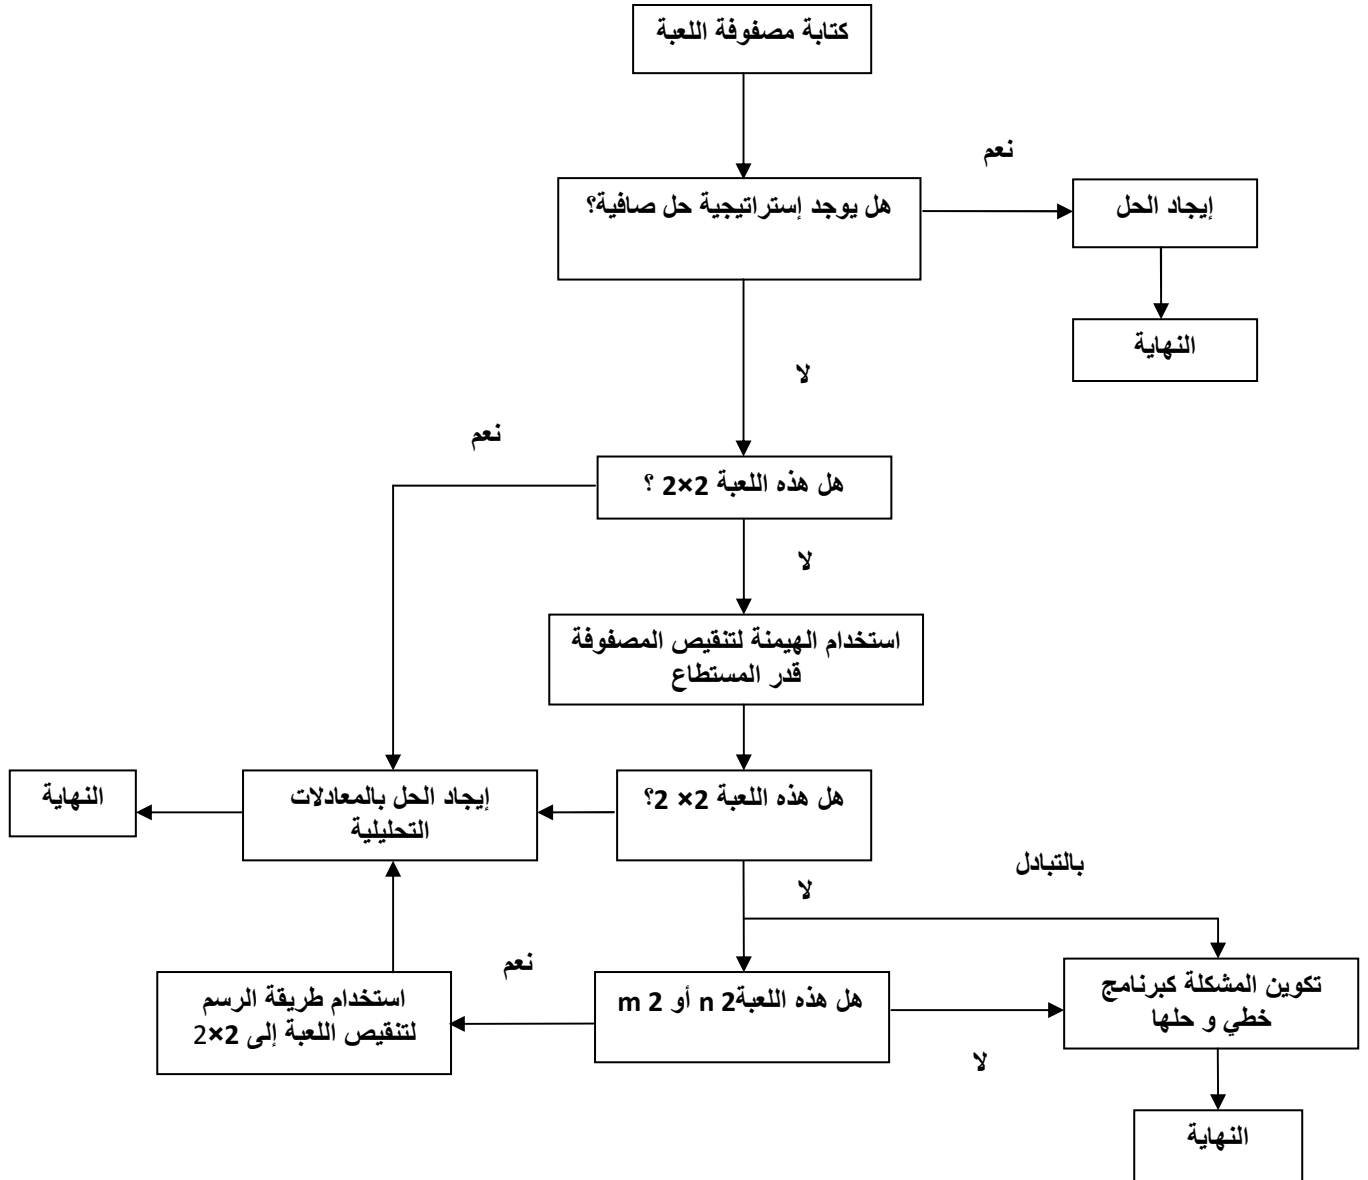 كتابة مصفوفة اللعبة
نعم
هل يوجد إستراتيجية حل صافية؟
إيجاد الحل
النهاية
لا
نعم
هل هذه اللعبة 2×2 ؟
لا
استخدام الهيمنة لتنقيص المصفوفة
قدر المستطاع
هل هذه اللعبة 2× 2؟
إيجاد الحل بالمعادلات
التحليلية
النهاية
لا
بالتبادل
نعم
هل هذه اللعبة2 n أو m 2
استخدام طريقة الرسم
لتنقيص اللعبة إلى 2×2
تكوين المشكلة كبرنامج
خطي و حلها
لا
النهاية